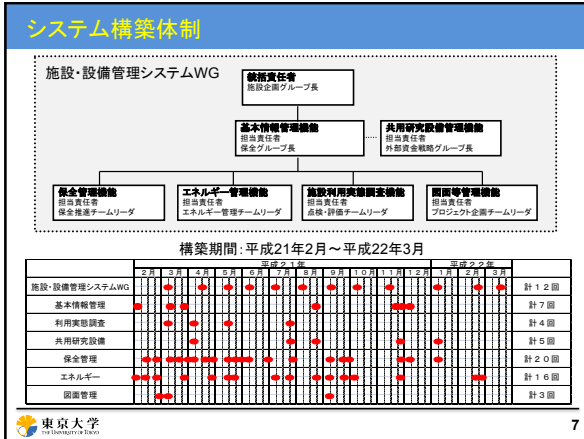 システム構築体制
施設・設備管理システムWG
統括責任者
施設企画グループ長
基本情報管理機能
担当責任者
保全グループ長
共用研究設備管理機能
担当責任者
外部資金戦略グループ長
保全管理機能
担当責任者
保全推進チームリーダ
エネルギー管理機能
担当責任者
エネルギー管理チームリーダ
施設利用実態調査機能
担当責任者
点検・評価チームリーダ
図面等管理機能
担当責任者
プロジェクト企画チームリーダ
構築期間:平成21年2月～平成22年3月
平成21年 平成22年
2月 3月 4月 5月 6月 7月 8月 9月 10月 11月 12月 1月 2月 3月
施設・設備管理システムWG 計12回
基本情報管理 計7回
利用実態調査 計4回
共用研究設備 計5回
保全管理 計20回
エネルギー 計16回
図面管理 計3回
東京大学
THE UNIVERSITY OF TOKYO
7